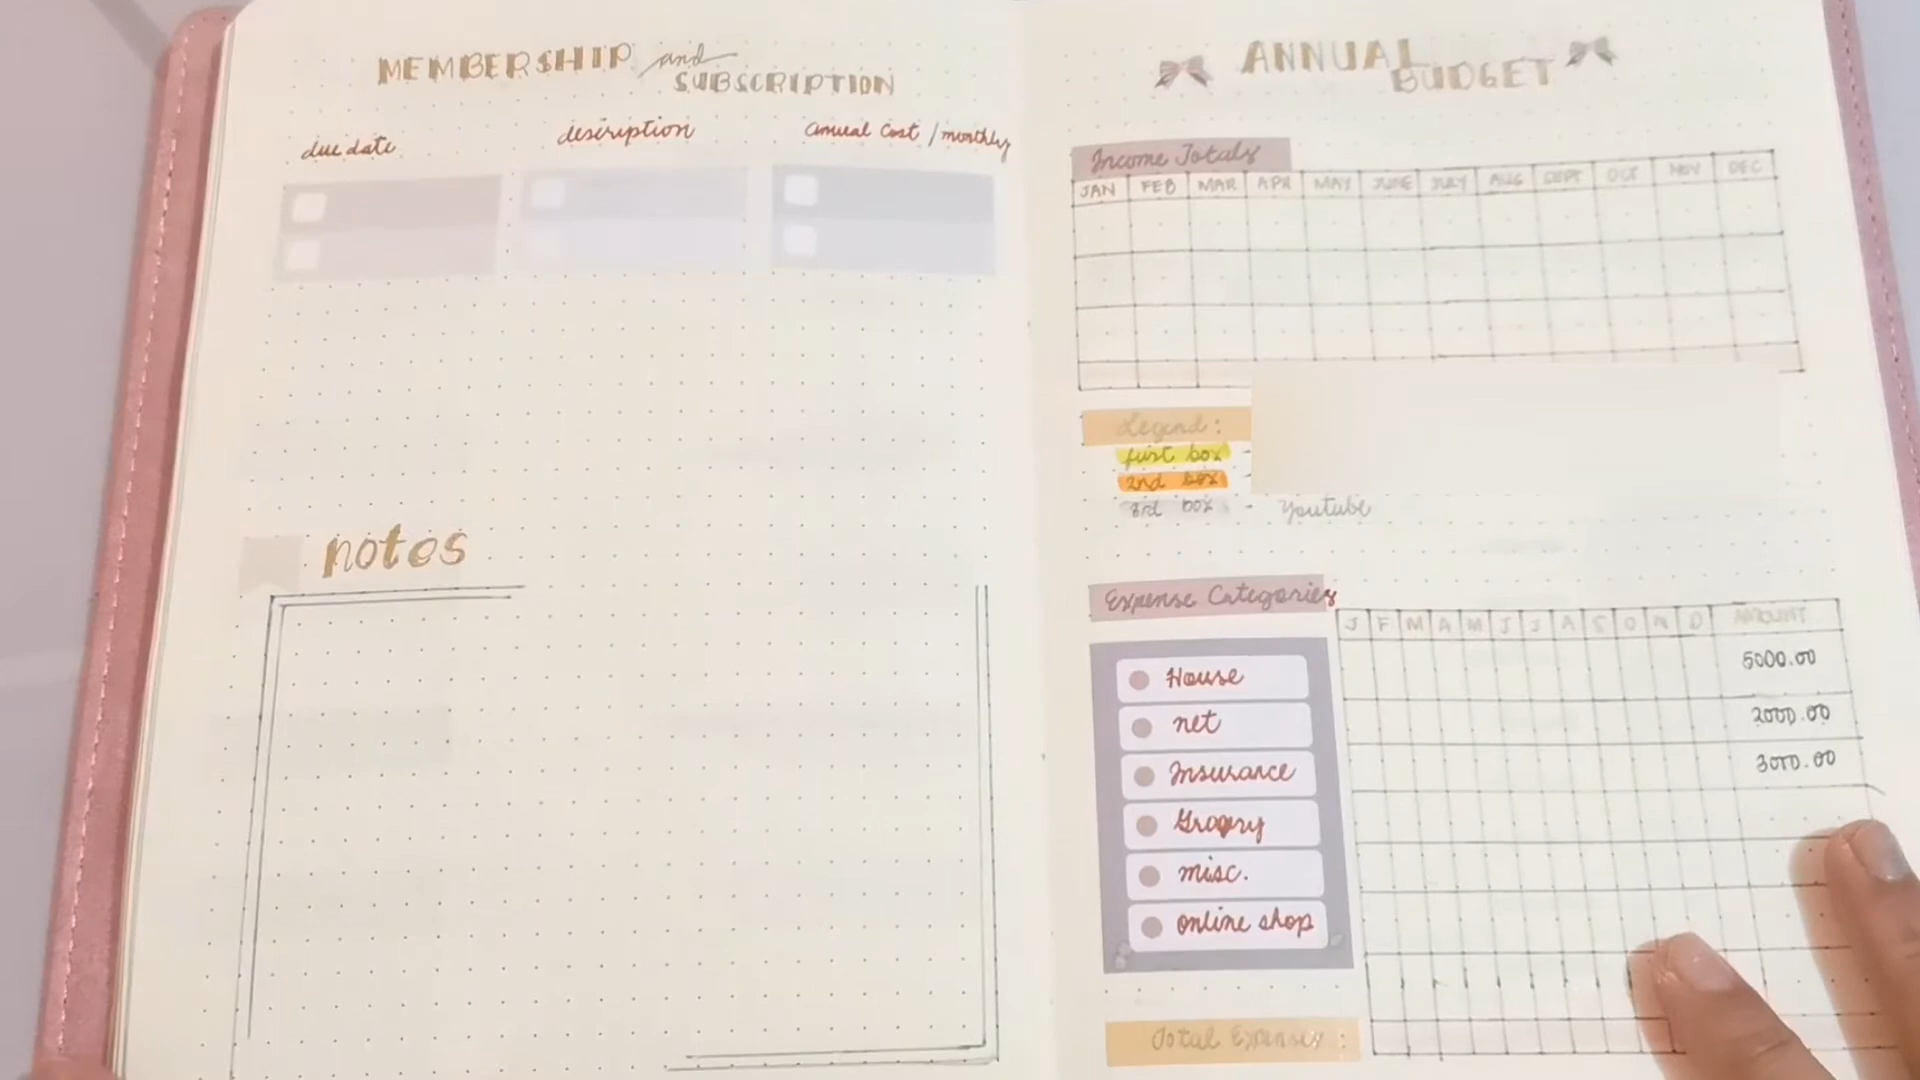 MEMBERSHIP and
SUBSCRIPTION
due date
description
annual cost / monthly
notes
ANNUAL
BUDGET
Income Totals
JAN FEB MAR APR MAY JUNE JULY AUG SEPT OCT NOV DEC
Legend :
first box -
2nd box -
3rd box - Youtube
Expense Categories
J F M A M J J A S O N D AMOUNT
House 5000.00
net 2000.00
Insurance 3000.00
Grocery
misc.
online shop
Total Expenses :